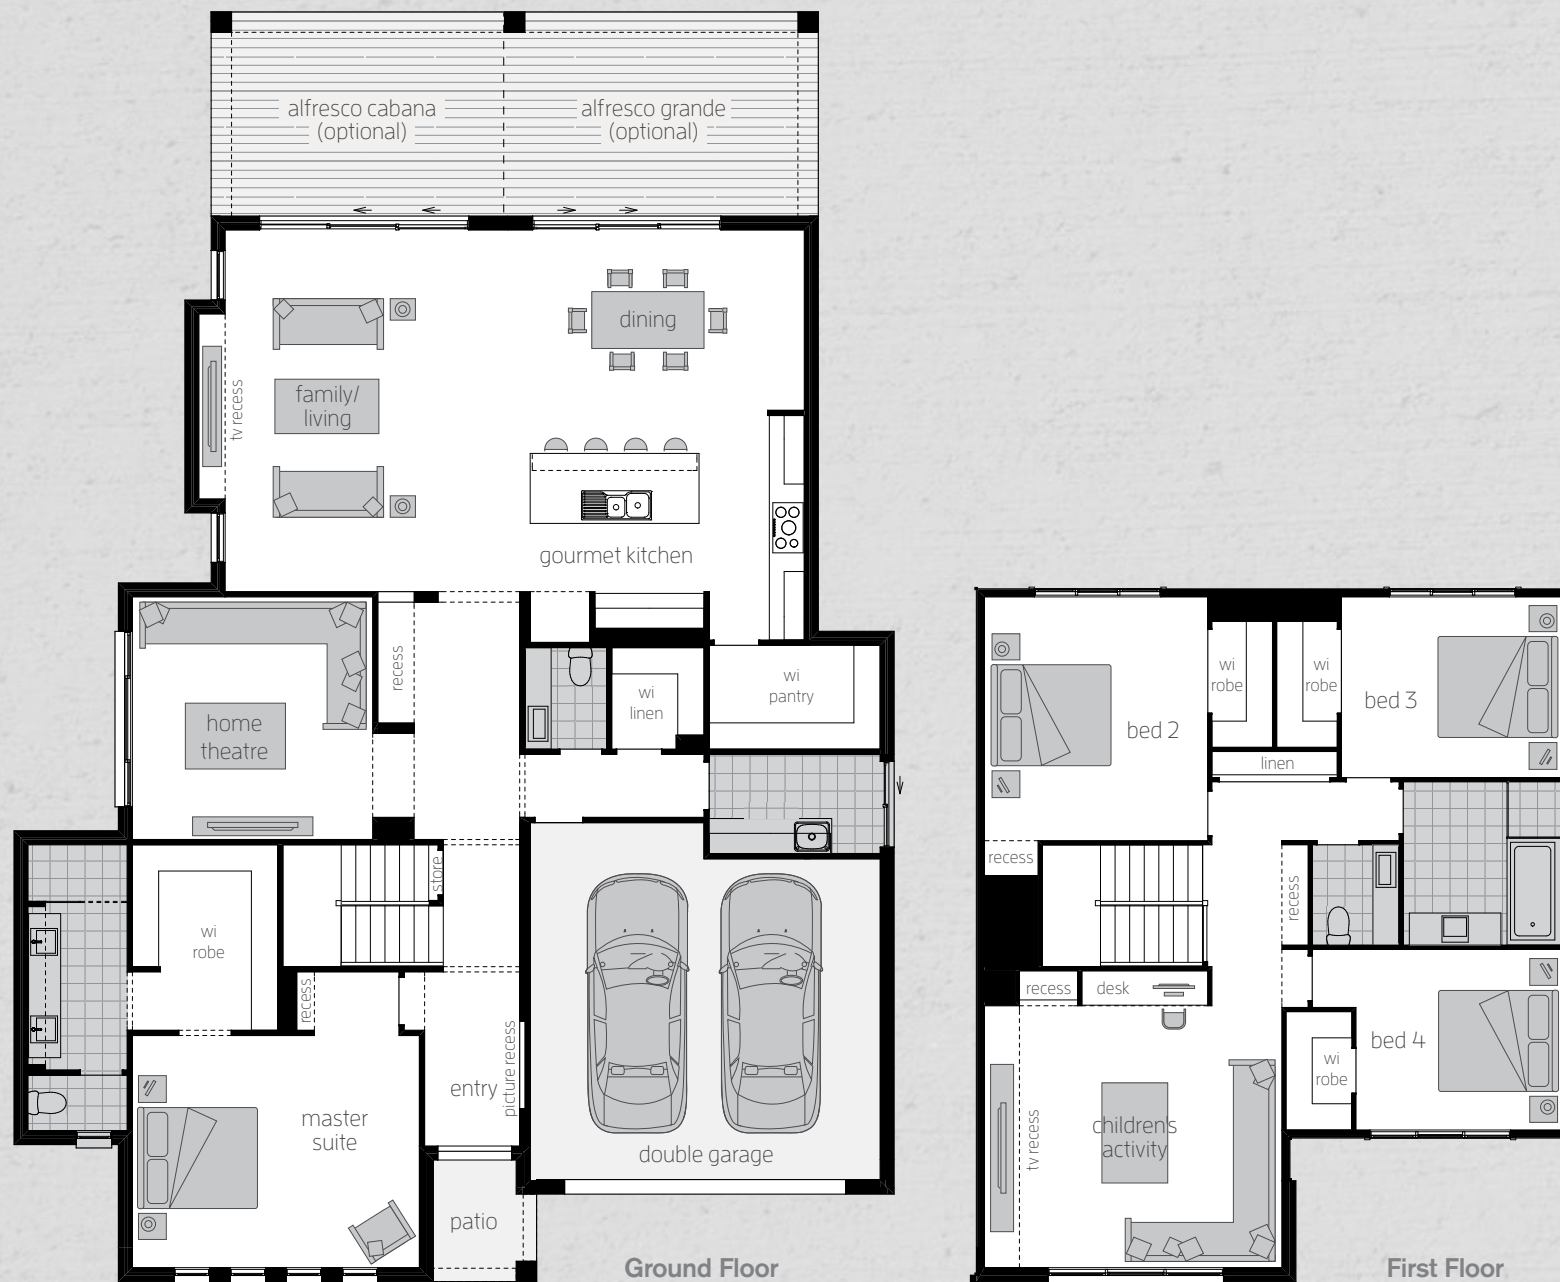 alfresco cabana
(optional)
alfresco grande
(optional)
dining
family/
living
tv recess
gourmet kitchen
recess
home
theatre
wi
linen
wi
pantry
store
wi
robe
recess
entry
picture recess
master
suite
double garage
patio
Ground Floor
wi
robe
wi
robe
bed 3
bed 2
linen
recess
recess
recess
desk
bed 4
wi
robe
children's
activity
tv recess
First Floor